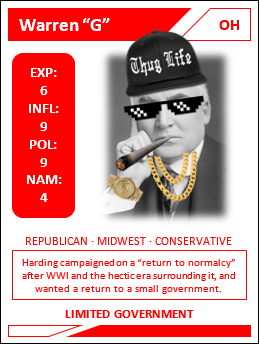 Warren “G” OH
Thug Life
EXP:
6
INFL:
9
POL:
9
NAM:
4
REPUBLICAN · MIDWEST · CONSERVATIVE
Harding campaigned on a “return to normalcy”
after WWI and the hectic era surrounding it, and
wanted a return to a small government.
LIMITED GOVERNMENT